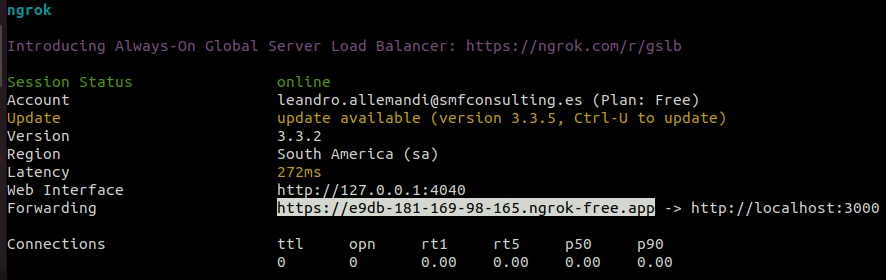 ngrok
Introducing Always-On Global Server Load Balancer: https://ngrok.com/r/gslb
Session Status online
Account leandro.allemandi@smfconsulting.es (Plan: Free)
Update update available (version 3.3.5, Ctrl-U to update)
Version 3.3.2
Region South America (sa)
Latency 272ms
Web Interface http://127.0.0.1:4040
Forwarding https://e9db-181-169-98-165.ngrok-free.app -> http://localhost:3000
Connections ttl opn rt1 rt5 p50 p90
0 0 0.00 0.00 0.00 0.00